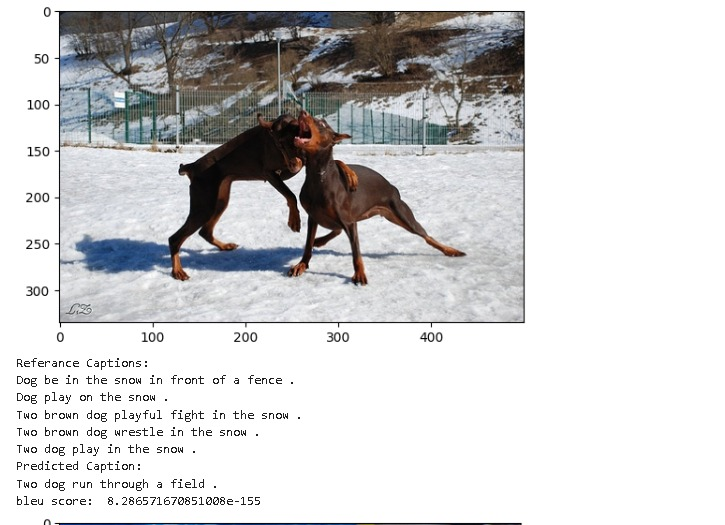 0
50
100
150
200
250
300
LiZ
0 100 200 300 400
Referance Captions:
Dog be in the snow in front of a fence .
Dog play on the snow .
Two brown dog playful fight in the snow .
Two brown dog wrestle in the snow .
Two dog play in the snow .
Predicted Caption:
Two dog run through a field .
bleu score:  8.286571670851008e-155
0